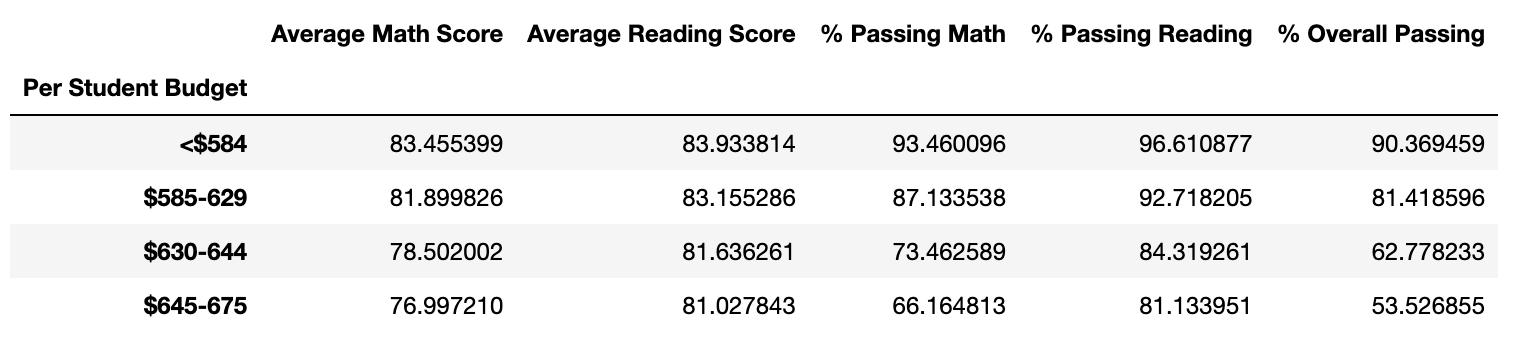 Average Math Score Average Reading Score % Passing Math % Passing Reading % Overall Passing
Per Student Budget
<$584 83.455399 83.933814 93.460096 96.610877 90.369459
$585-629 81.899826 83.155286 87.133538 92.718205 81.418596
$630-644 78.502002 81.636261 73.462589 84.319261 62.778233
$645-675 76.997210 81.027843 66.164813 81.133951 53.526855